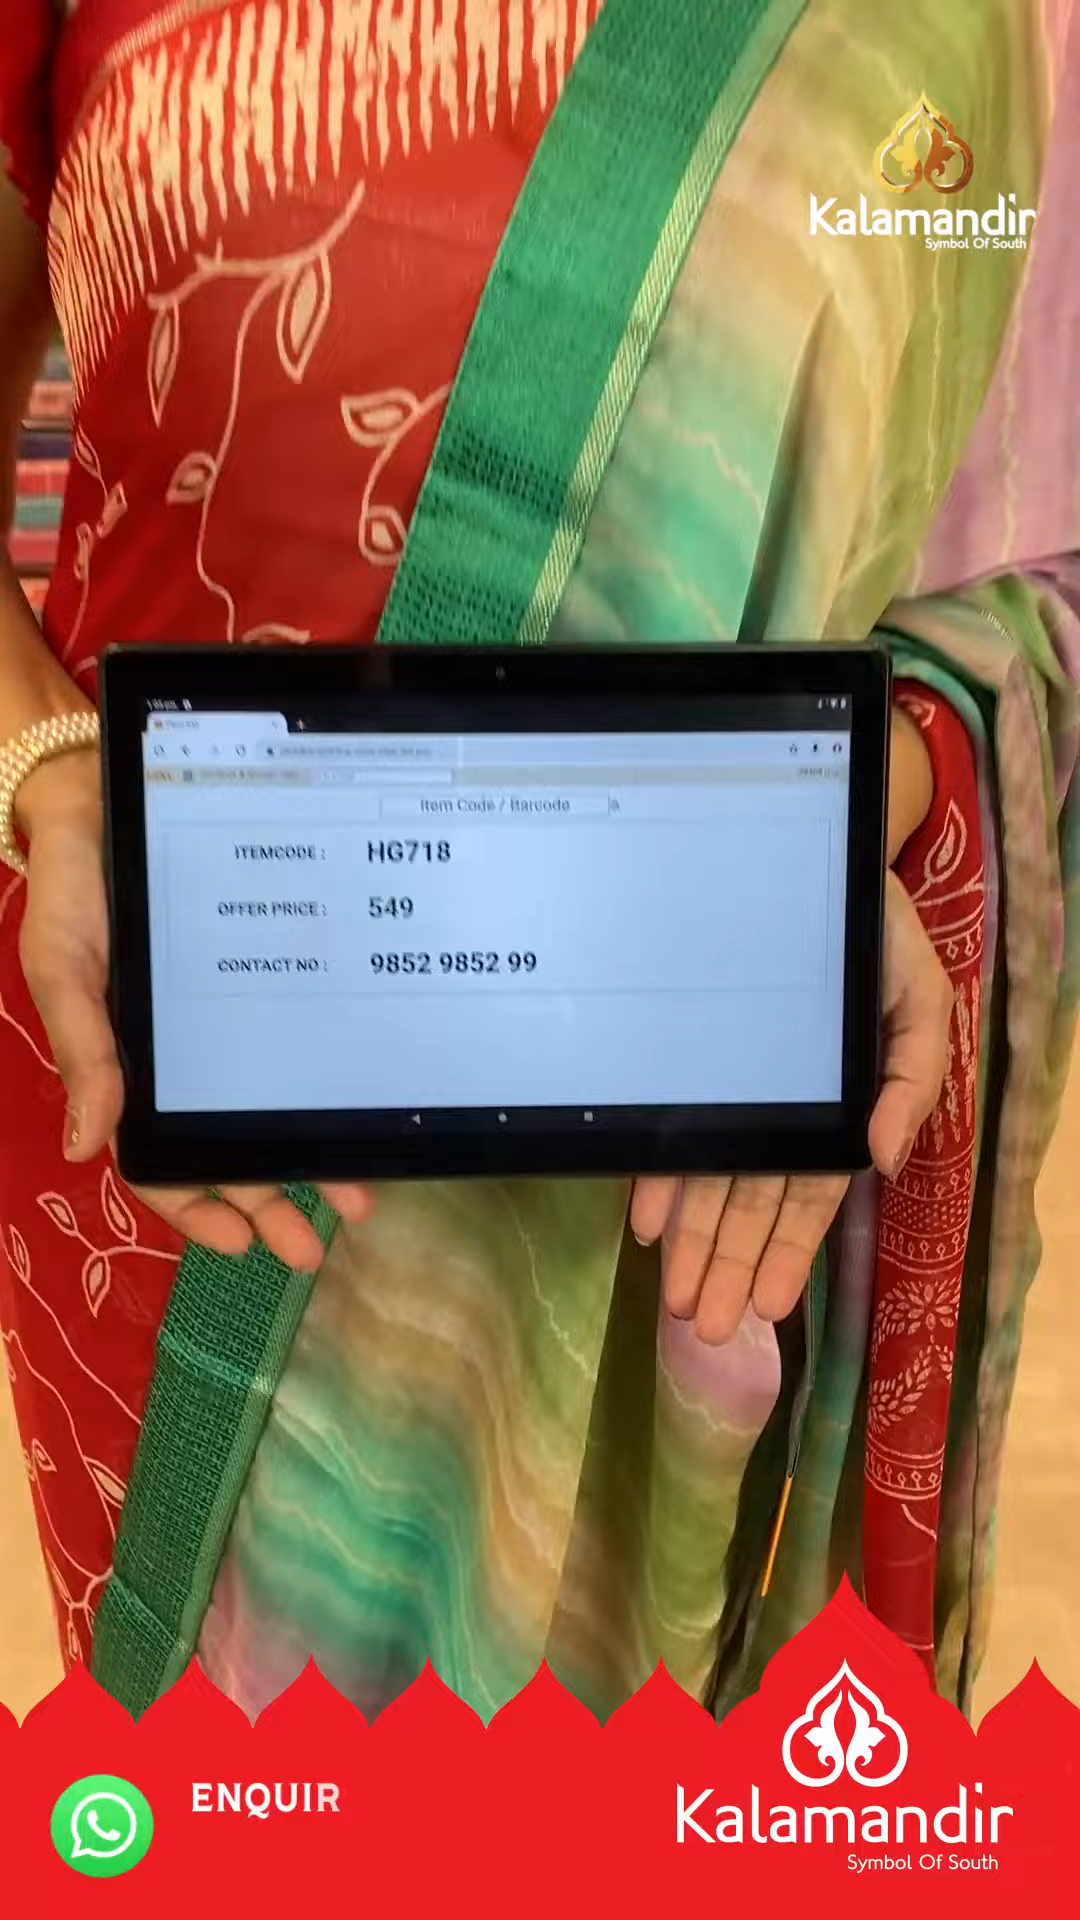 Kalamandir
Symbol Of South
Item Code / Barcode
ITEMCODE : HG718
OFFER PRICE : 549
CONTACT NO : 9852 9852 99
ENQUIR
Kalamandir
Symbol Of South